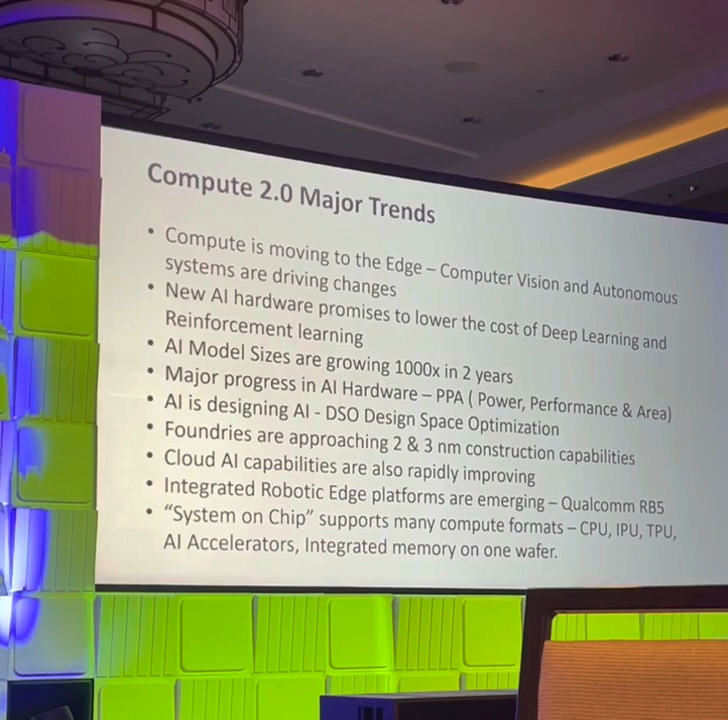 Compute 2.0 Major Trends
• Compute is moving to the Edge – Computer Vision and Autonomous
systems are driving changes
• New AI hardware promises to lower the cost of Deep Learning and
Reinforcement learning
• AI Model Sizes are growing 1000x in 2 years
• Major progress in AI Hardware – PPA ( Power, Performance & Area)
• AI is designing AI - DSO Design Space Optimization
• Foundries are approaching 2 & 3 nm construction capabilities
• Cloud AI capabilities are also rapidly improving
• Integrated Robotic Edge platforms are emerging – Qualcomm RB5
• “System on Chip” supports many compute formats – CPU, IPU, TPU,
AI Accelerators, Integrated memory on one wafer.